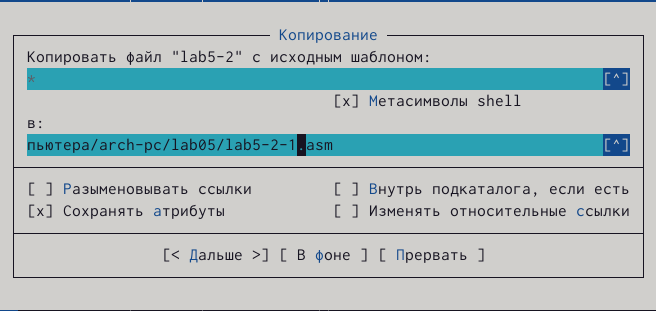 Копирование
Копировать файл "lab5-2" с исходным шаблоном:
* [^]
[x] Метасимволы shell
в:
пьютера/arch-pc/lab05/lab5-2-1.asm [^]
[ ] Разыменовывать ссылки [ ] Внутрь подкаталога, если есть
[x] Сохранять атрибуты [ ] Изменять относительные ссылки
[< Дальше >] [ В фоне ] [ Прервать ]